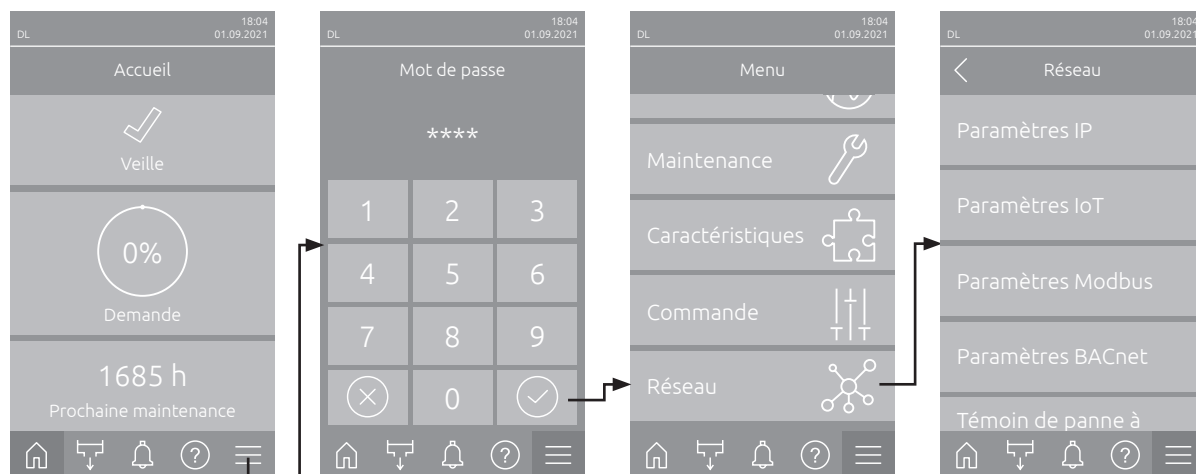 18:04
DL 01.09.2021
Accueil
Veille
0%
Demande
1685 h
Prochaine maintenance
?
18:04
DL 01.09.2021
Mot de passe
****
1 2 3
4 5 6
7 8 9
0
?
18:04
DL 01.09.2021
Menu
Maintenance
Caractéristiques
Commande
Réseau
?
18:04
DL 01.09.2021
Réseau
Paramètres IP
Paramètres IoT
Paramètres Modbus
Paramètres BACnet
Témoin de panne à
?